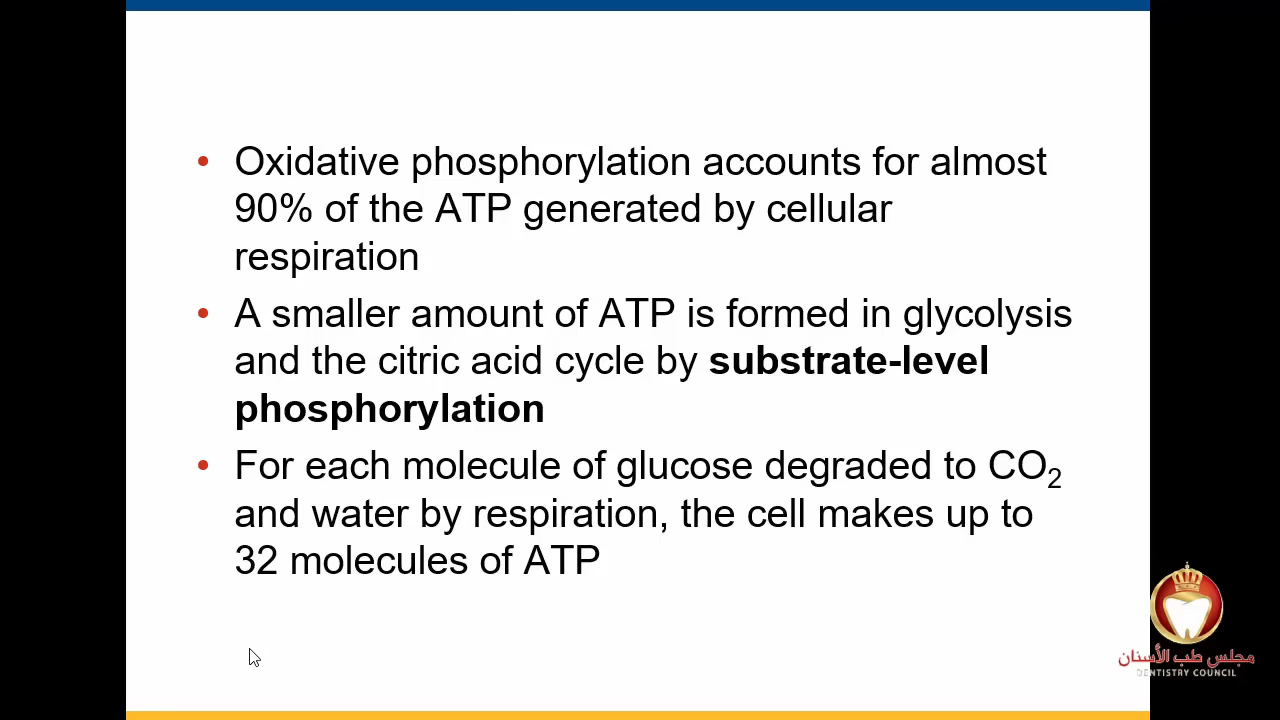 • Oxidative phosphorylation accounts for almost
90% of the ATP generated by cellular
respiration
• A smaller amount of ATP is formed in glycolysis
and the citric acid cycle by substrate-level
phosphorylation
• For each molecule of glucose degraded to CO₂
and water by respiration, the cell makes up to
32 molecules of ATP
مجلس طب الأسنان
DENTISTRY COUNCIL